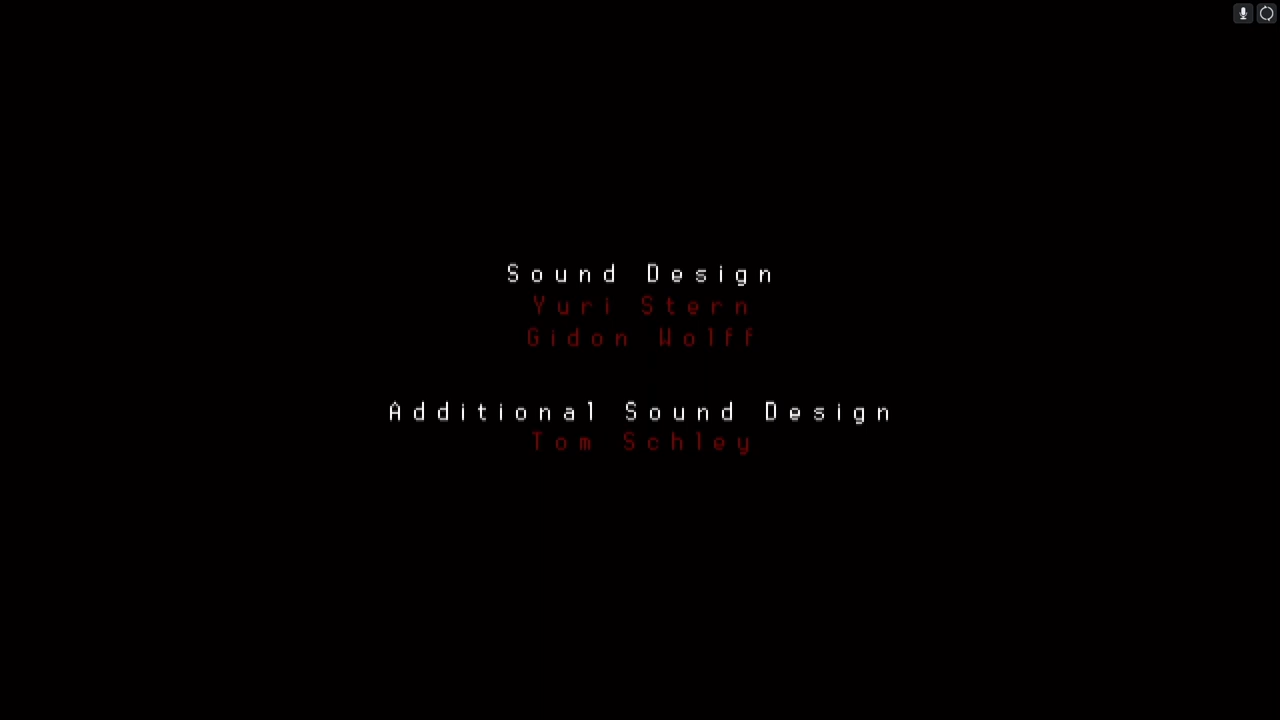 Sound Design
Yuri Stern
Gidon Wolff
Additional Sound Design
Tom Schley